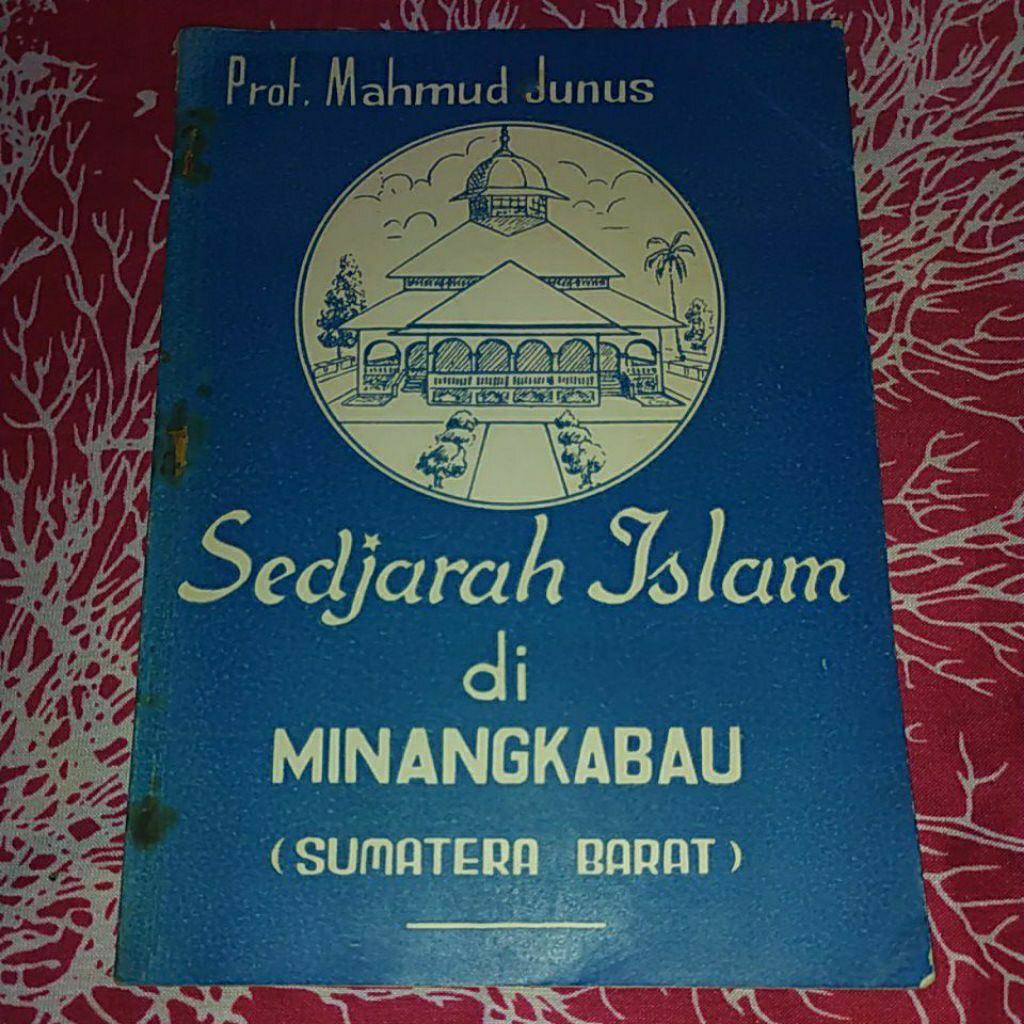 Prof. Mahmud Junus
Sedjarah Islam
di
MINANGKABAU
(SUMATERA BARAT)